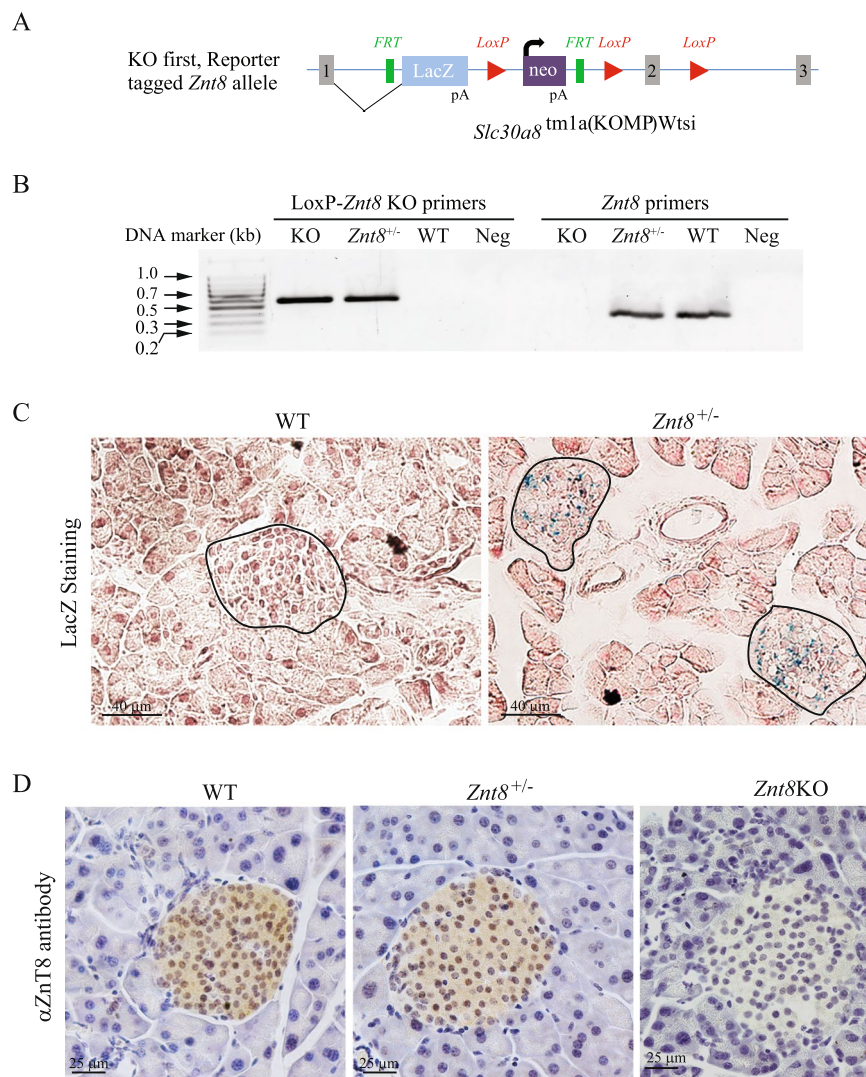 A
KO first, Reporter
tagged Znt8 allele
FRT LoxP FRT LoxP LoxP
1 LacZ neo 2 3
pA pA
Slc30a8 tm1a(KOMP)Wtsi
B
LoxP-Znt8 KO primers Znt8 primers
DNA marker (kb) KO Znt8+/- WT Neg KO Znt8+/- WT Neg
1.0
0.7
0.5
0.3
0.2
C
WT Znt8+/-
LacZ Staining
40 μm 40 μm
D
WT Znt8+/- Znt8KO
αZnT8 antibody
25 μm 25 μm 25 μm